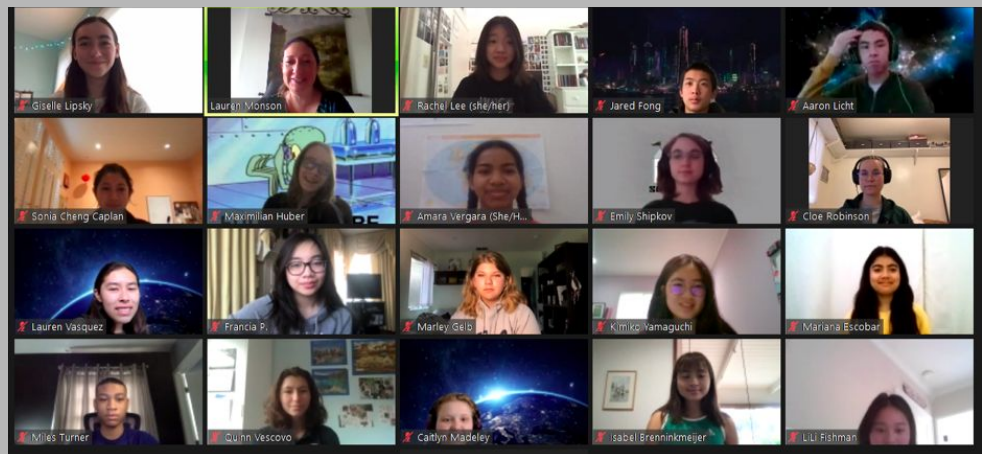 Giselle Lipsky
Lauren Monson
Rachel Lee (she/her)
Jared Fong
Aaron Licht
Sonia Cheng Caplan
Maximilian Huber
Amara Vergara (She/H...
Emily Shipkov
Cloe Robinson
Lauren Vasquez
Francia P.
Marley Gelb
Kimiko Yamaguchi
Mariana Escobar
Miles Turner
Quinn Vescovo
Caitlyn Madeley
Isabel Brenninkmeijer
LiLi Fishman